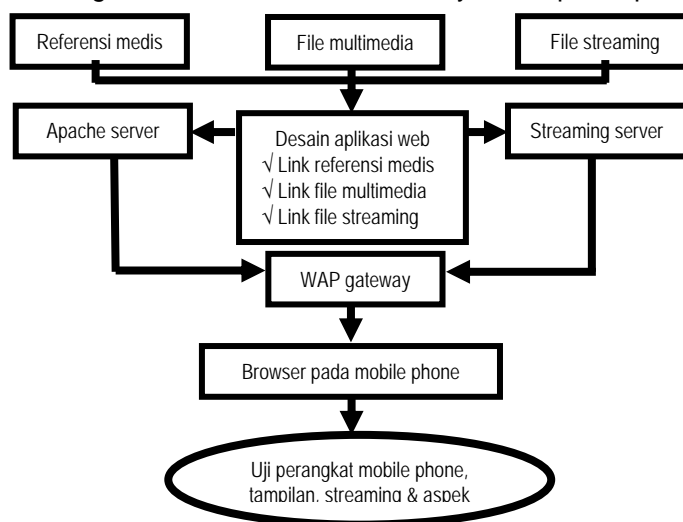 Referensi medis
File multimedia
File streaming
Apache server
Desain aplikasi web
√ Link referensi medis
√ Link file multimedia
√ Link file streaming
Streaming server
WAP gateway
Browser pada mobile phone
Uji perangkat mobile phone,
tampilan, streaming & aspek